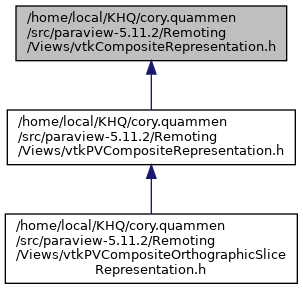 /home/local/KHQ/cory.quammen
/src/paraview-5.11.2/Remoting
/Views/vtkCompositeRepresentation.h
/home/local/KHQ/cory.quammen
/src/paraview-5.11.2/Remoting
/Views/vtkPVCompositeRepresentation.h
/home/local/KHQ/cory.quammen
/src/paraview-5.11.2/Remoting
/Views/vtkPVCompositeOrthographicSlice
Representation.h